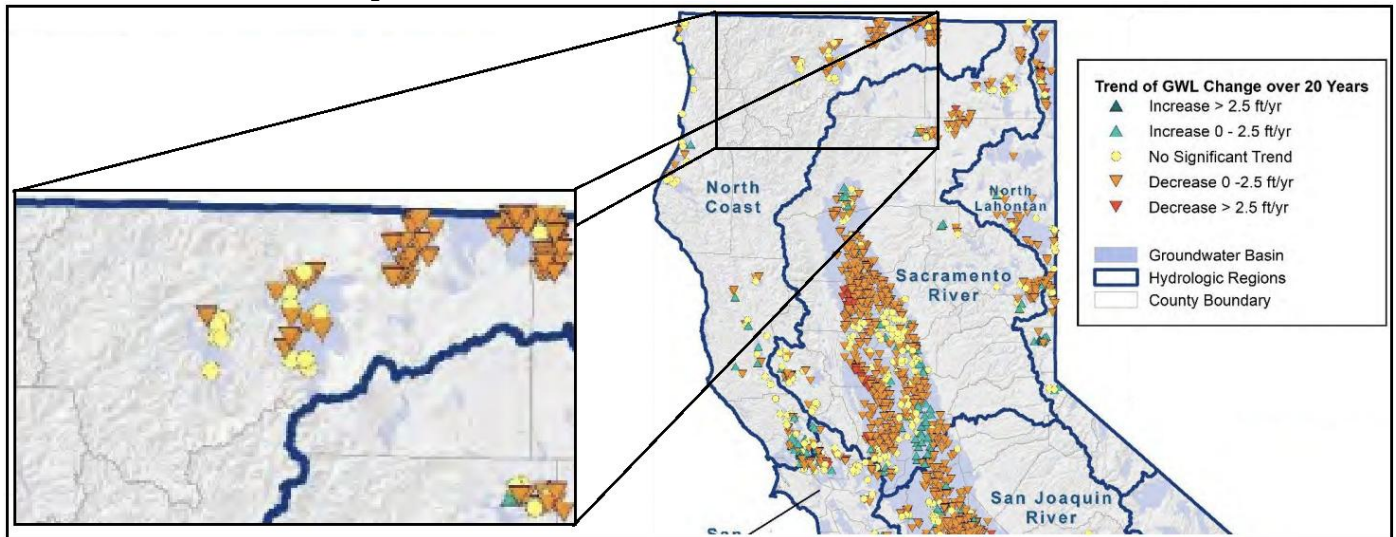 North
Coast
North
Lahontan
Sacramento
River
San Joaquin
River
San
Trend of GWL Change over 20 Years
Increase > 2.5 ft/yr
Increase 0 - 2.5 ft/yr
No Significant Trend
Decrease 0 -2.5 ft/yr
Decrease > 2.5 ft/yr
Groundwater Basin
Hydrologic Regions
County Boundary